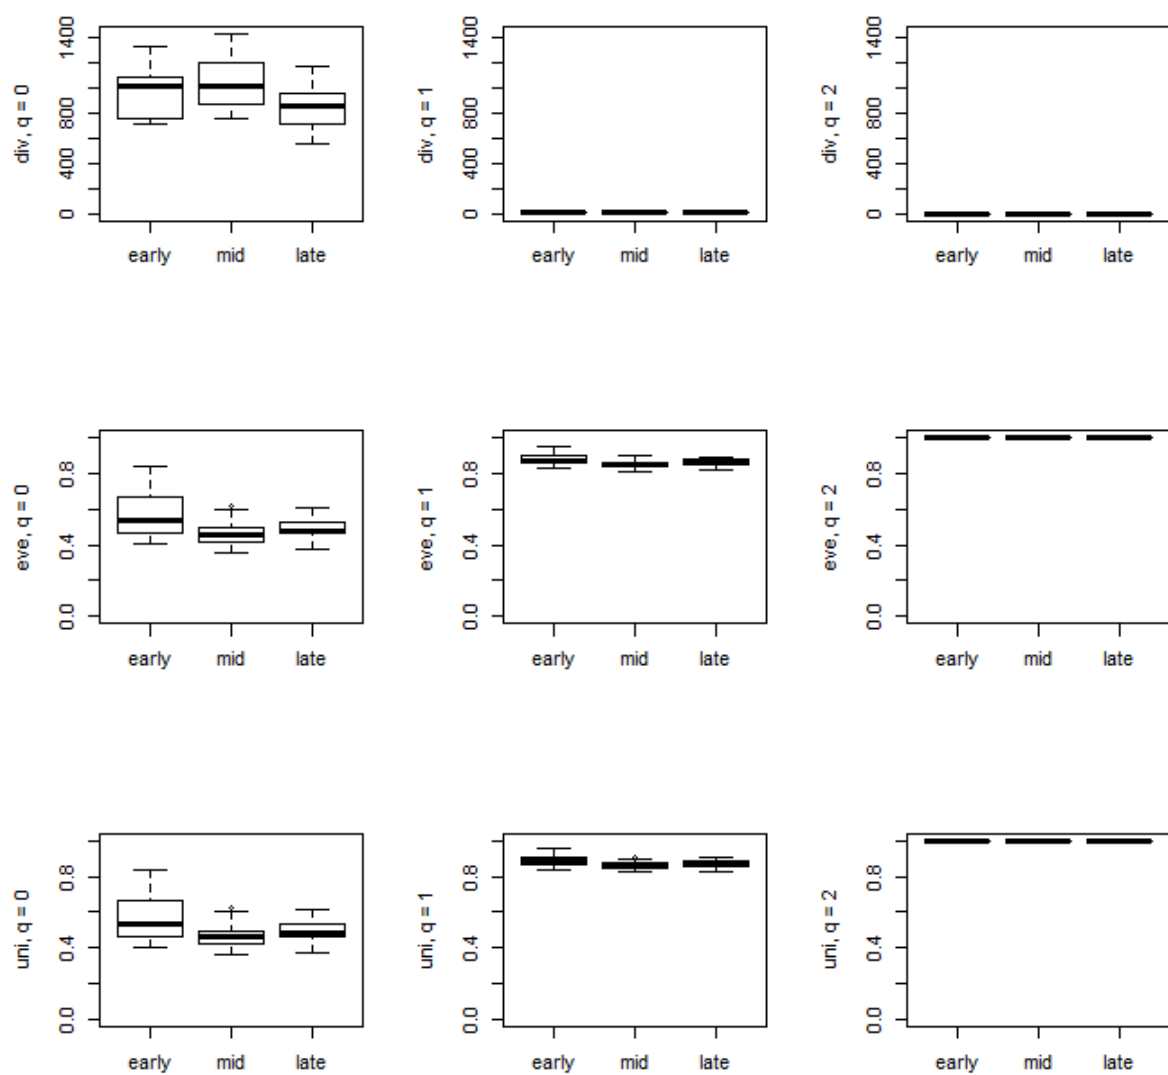 div, q = 0
0 400 800 1400
early mid late
div, q = 1
0 400 800 1400
early mid late
div, q = 2
0 400 800 1400
early mid late
eve, q = 0
0.0 0.4 0.8
early mid late
eve, q = 1
0.0 0.4 0.8
early mid late
eve, q = 2
0.0 0.4 0.8
early mid late
uni, q = 0
0.0 0.4 0.8
early mid late
uni, q = 1
0.0 0.4 0.8
early mid late
uni, q = 2
0.0 0.4 0.8
early mid late